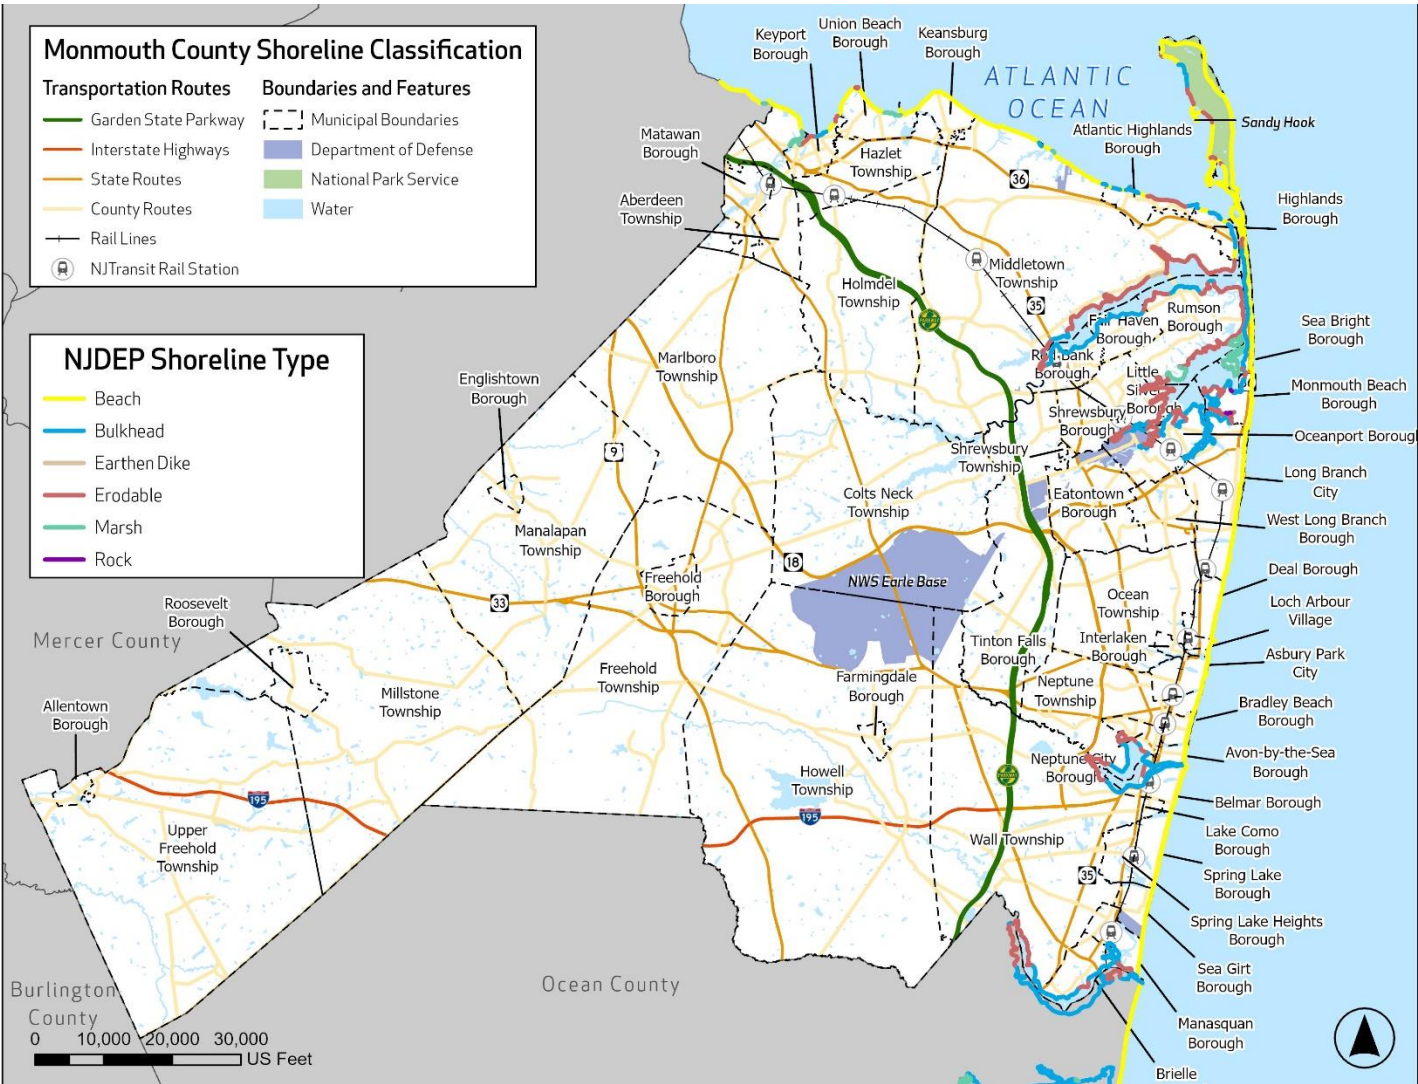 Monmouth County Shoreline Classification
Transportation Routes
Garden State Parkway
Interstate Highways
State Routes
County Routes
Rail Lines
NJTransit Rail Station
Boundaries and Features
Municipal Boundaries
Department of Defense
National Park Service
Water
NJDEP Shoreline Type
Beach
Bulkhead
Earthen Dike
Erodable
Marsh
Rock
Keyport
Borough
Union Beach
Borough
Keansburg
Borough
ATLANTIC
OCEAN
Sandy Hook
Matawan
Borough
Hazlet
Township
Atlantic Highlands
Borough
36
Aberdeen
Township
Highlands
Borough
Middletown
Township
Holmdel
Township
35
Rumson
Borough
Fair Haven
Borough
Sea Bright
Borough
Red Bank
Borough
Marlboro
Township
Little
Silver
Borough
Englishtown
Borough
Monmouth Beach
Borough
Shrewsbury
Borough
Oceanport Boroug
9
Shrewsbury
Township
Long Branch
City
Colts Neck
Township
Eatontown
Borough
West Long Branch
Borough
Manalapan
Township
18
Deal Borough
Freehold
Borough
NWS Earle Base
33
Ocean
Township
Loch Arbour
Village
Roosevelt
Borough
Mercer County
Tinton Falls
Borough
Interlaken
Borough
Asbury Park
City
Freehold
Township
Farmingdale
Borough
Neptune
Township
Millstone
Township
Bradley Beach
Borough
Allentown
Borough
Neptune City
Borough
Avon-by-the-Sea
Borough
Howell
Township
195
195
Belmar Borough
Upper
Freehold
Township
Wall Township
Lake Como
Borough
35
Spring Lake
Borough
Spring Lake Heights
Borough
Sea Girt
Borough
Ocean County
Burlington
County
Manasquan
Borough
Brielle
0 10,000 20,000 30,000
US Feet